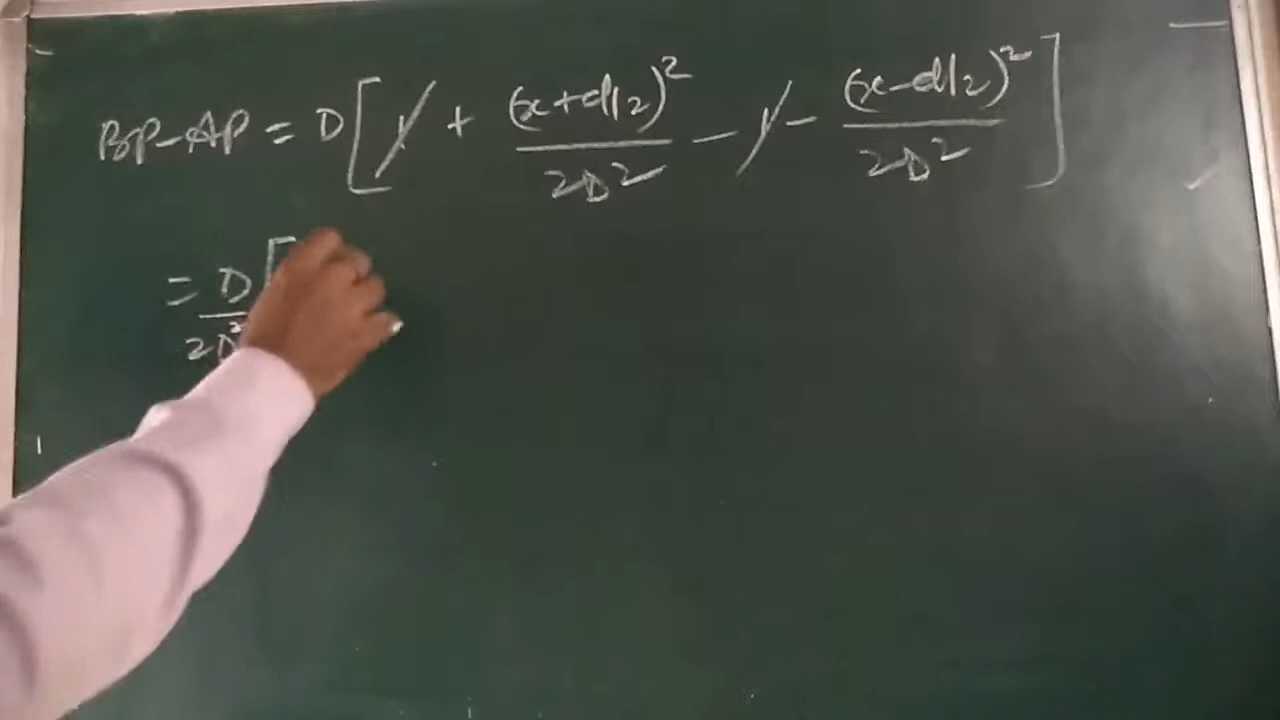 BP-AP = D[1 + (x+d/2)²/2D² - 1 - (x-d/2)²/2D²]
= D/2D² [